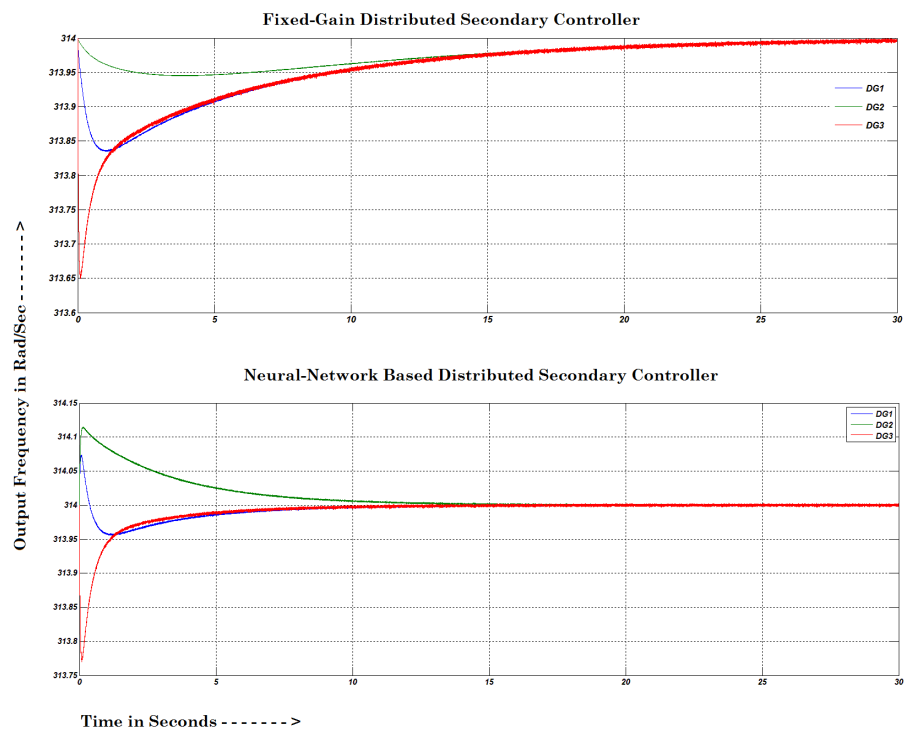 Fixed-Gain Distributed Secondary Controller
314
313.95
313.9
313.85
313.8
313.75
313.7
313.65
313.6
0 5 10 15 20 25 30
DG1
DG2
DG3
Output Frequency in Rad/Sec - - - - - - ->
Neural-Network Based Distributed Secondary Controller
314.15
314.1
314.05
314
313.95
313.9
313.85
313.8
313.75
0 5 10 15 20 25 30
DG1
DG2
DG3
Time in Seconds - - - - - - - >